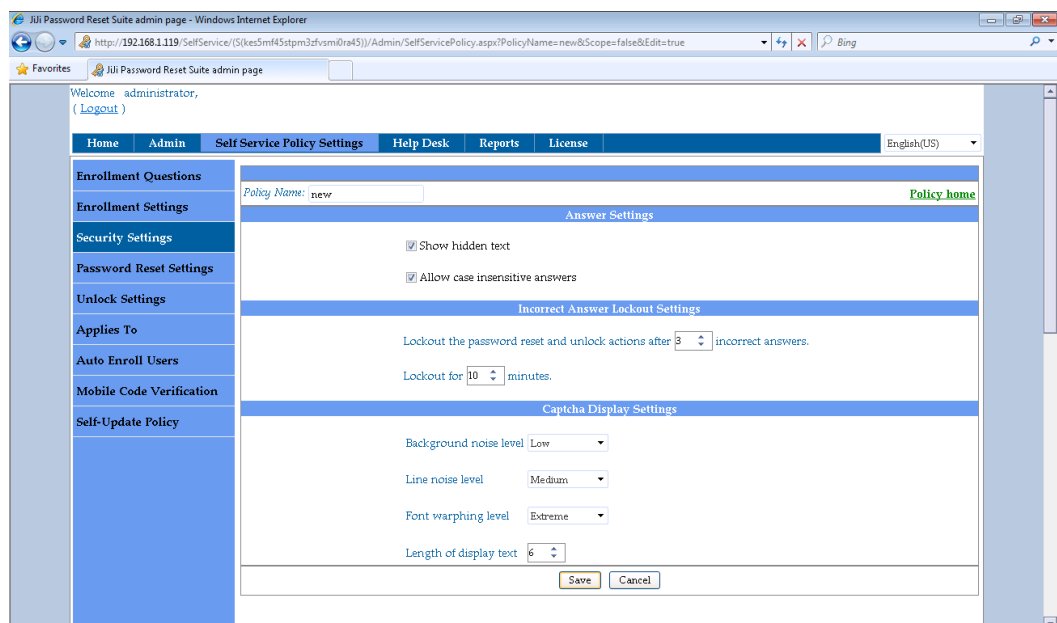 JiJi Password Reset Suite admin page - Windows Internet Explorer
http://192.168.1.119/SelfService/(S(kes5mf45stpm3zfvsmi0ra45))/Admin/SelfServicePolicy.aspx?PolicyName=new&Scope=false&Edit=true
Bing
Favorites
JiJi Password Reset Suite admin page
Welcome administrator,
( Logout )
Home Admin Self Service Policy Settings Help Desk Reports License English(US)
Enrollment Questions
Enrollment Settings
Security Settings
Password Reset Settings
Unlock Settings
Applies To
Auto Enroll Users
Mobile Code Verification
Self-Update Policy
Policy Name: new Policy home
Answer Settings
Show hidden text
Allow case insensitive answers
Incorrect Answer Lockout Settings
Lockout the password reset and unlock actions after 3 incorrect answers.
Lockout for 10 minutes.
Captcha Display Settings
Background noise level Low
Line noise level Medium
Font warphing level Extreme
Length of display text 6
Save Cancel